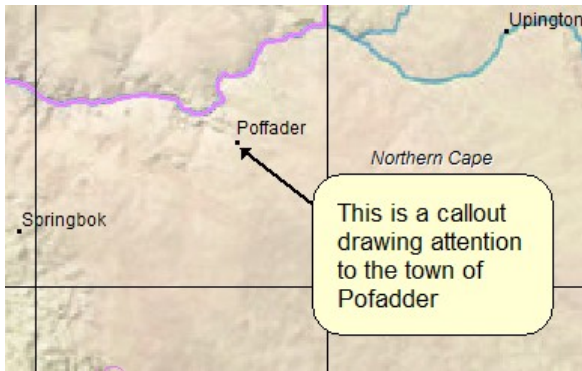 Upington
Poffader
Northern Cape
Springbok
This is a callout
drawing attention
to the town of
Pofadder